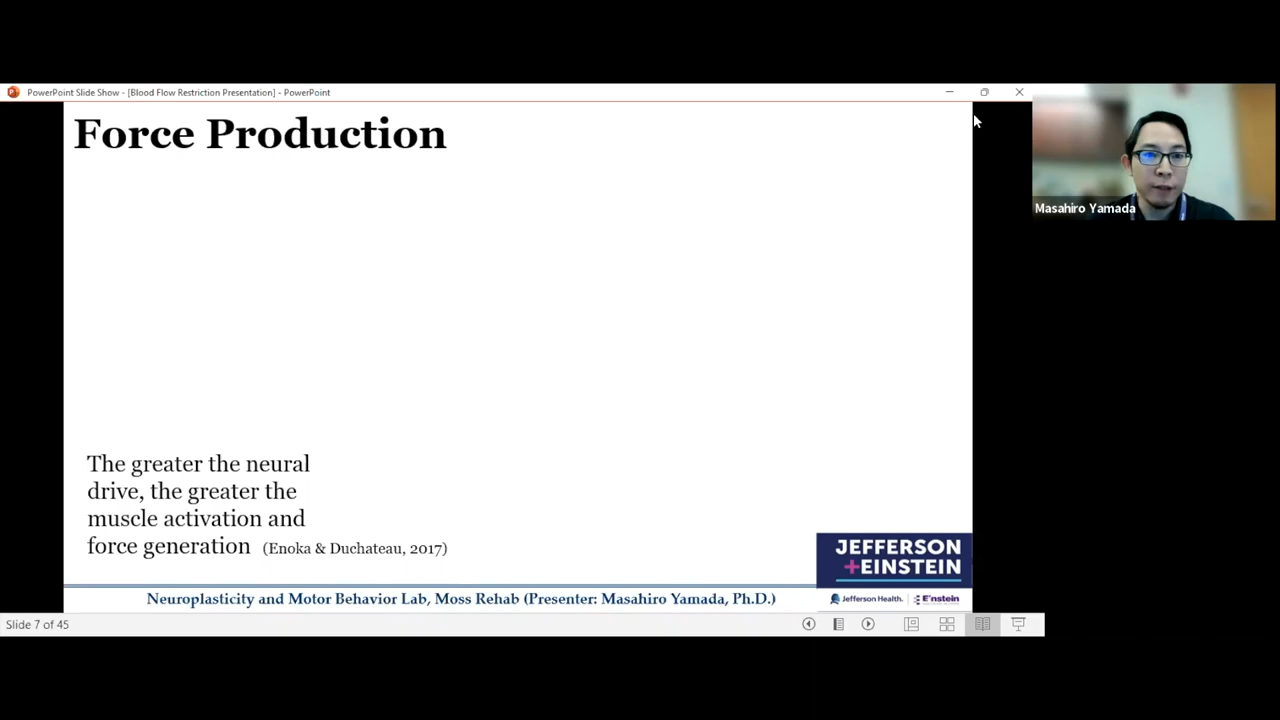 PowerPoint Slide Show - [Blood Flow Restriction Presentation] - PowerPoint
Force Production
Masahiro Yamada
The greater the neural
drive, the greater the
muscle activation and
force generation (Enoka & Duchateau, 2017)
JEFFERSON
+EINSTEIN
Neuroplasticity and Motor Behavior Lab, Moss Rehab (Presenter: Masahiro Yamada, Ph.D.)
Jefferson Health. | Einstein
Slide 7 of 45